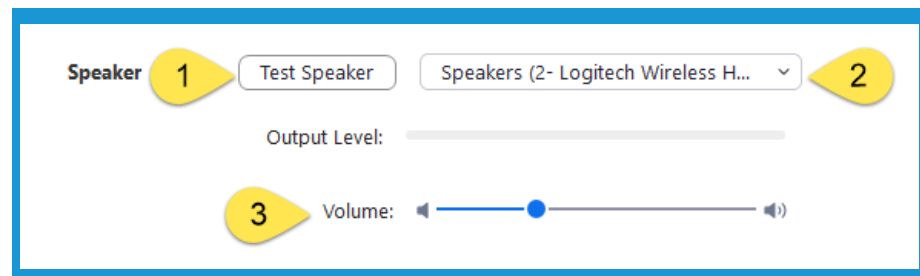 Speaker 1 Test Speaker Speakers (2- Logitech Wireless H... 2
Output Level:
3 Volume: